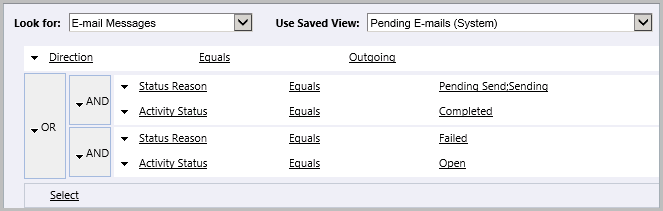 Look for: E-mail Messages Use Saved View: Pending E-mails (System)
Direction Equals Outgoing
Status Reason Equals Pending Send;Sending
AND
Activity Status Equals Completed
OR
Status Reason Equals Failed
AND
Activity Status Equals Open
Select